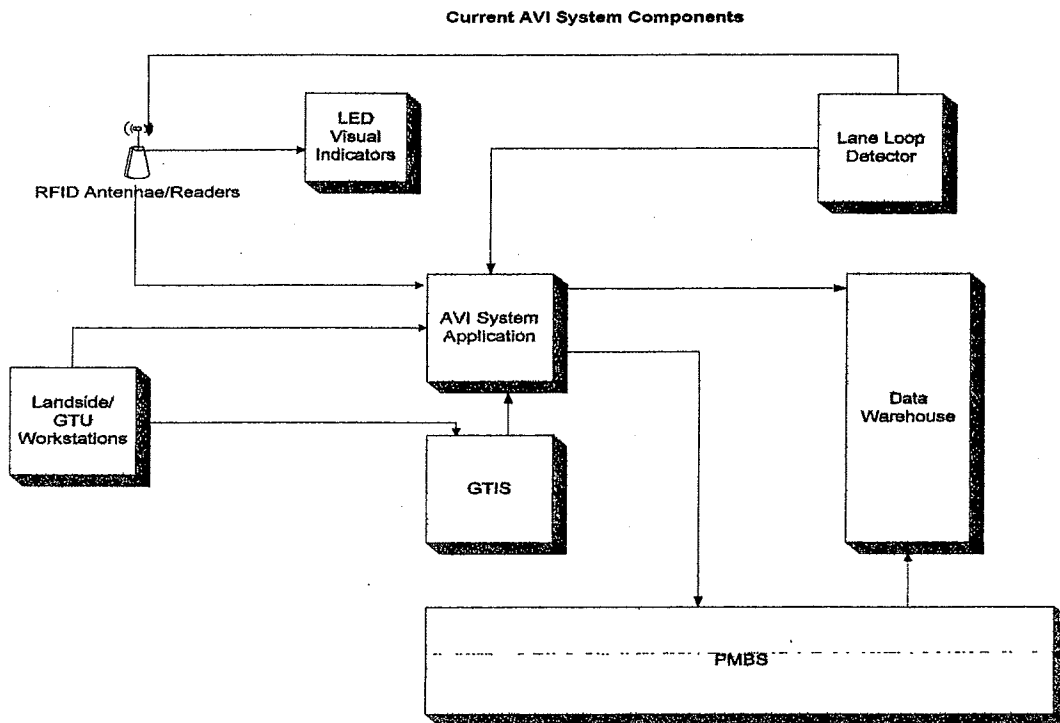 Current AVI System Components
LED
Visual
Indicators
Lane Loop
Detector
RFID Antennae/Readers
AVI System
Application
Landside/
GTU
Workstations
Data
Warehouse
GTIS
PMBS